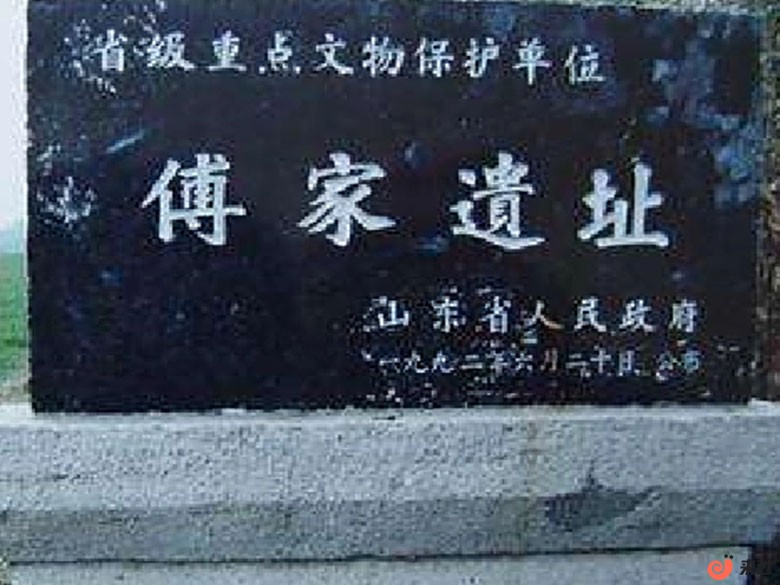 省级重点文物保护单位
傅家遗址
山东省人民政府
一九九二年六月二十日公布